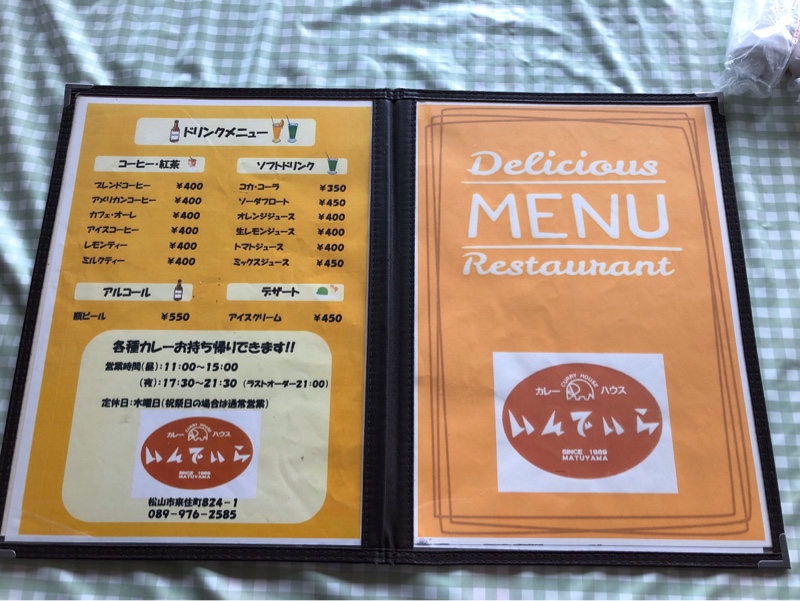 ドリンクメニュー
コーヒー・紅茶
ブレンドコーヒー ¥400
アメリカンコーヒー ¥400
カフェ・オーレ ¥400
アイスコーヒー ¥400
レモンティー ¥400
ミルクティー ¥400
ソフトドリンク
コカ・コーラ ¥350
ソーダフロート ¥450
オレンジジュース ¥400
生レモンジュース ¥400
トマトジュース ¥400
ミックスジュース ¥450
アルコール
瓶ビール ¥550
デザート
アイスクリーム ¥450
各種カレーお持ち帰りできます!!
営業時間(昼):11:00～15:00
(夜):17:30～21:30 (ラストオーダー21:00)
定休日:木曜日(祝祭日の場合は通常営業)
CURRY HOUSE
カレー ハウス
いんでいら
SINCE 1989
MATUYAMA
松山市来住町824-1
089-976-2585
Delicious
MENU
Restaurant
CURRY HOUSE
カレー ハウス
いんでいら
SINCE 1989
MATUYAMA